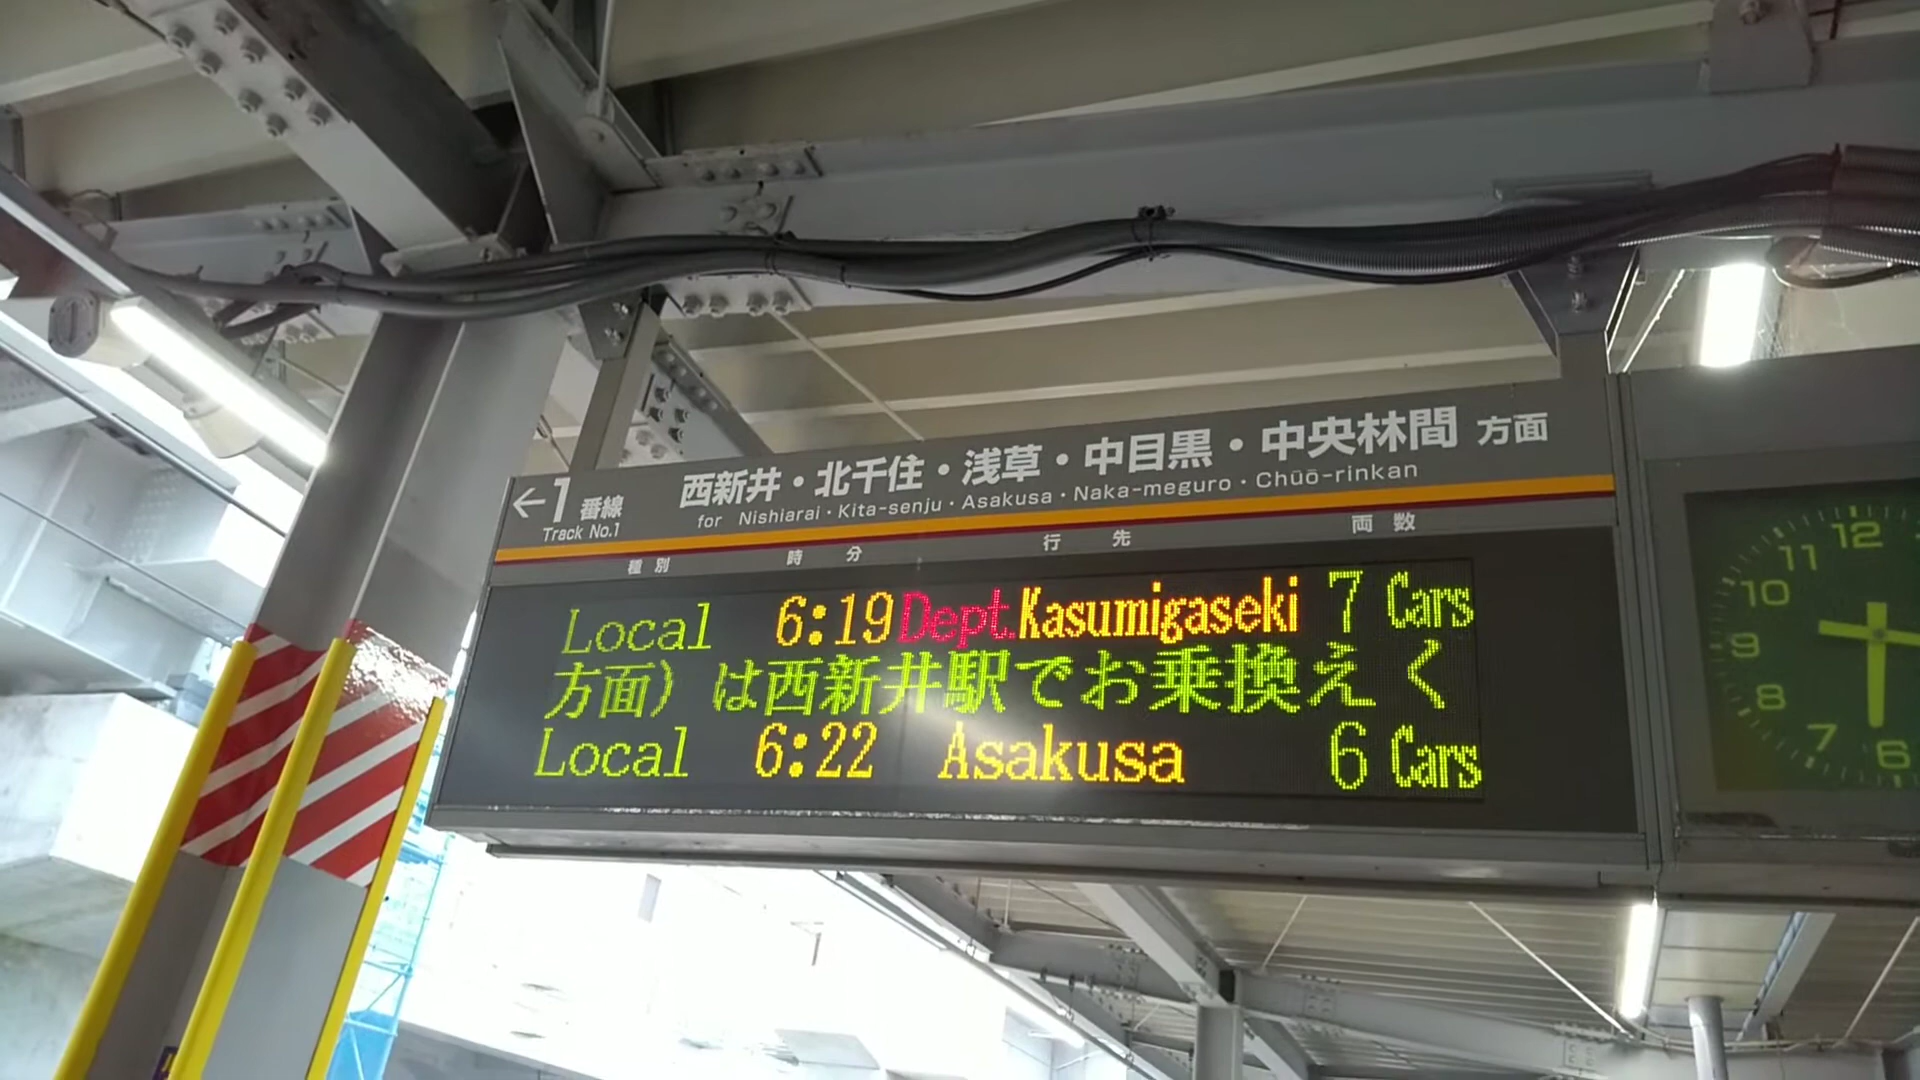 ←1番線
Track No.1
西新井・北千住・浅草・中目黒・中央林間 方面
for Nishiarai・Kita-senju・Asakusa・Naka-meguro・Chūō-rinkan
種別 時分 行先 両数
Local 6:19 Dept. Kasumigaseki 7 Cars
方面）は西新井駅でお乗換えく
Local 6:22 Asakusa 6 Cars
12
11
10
9
8
7
6